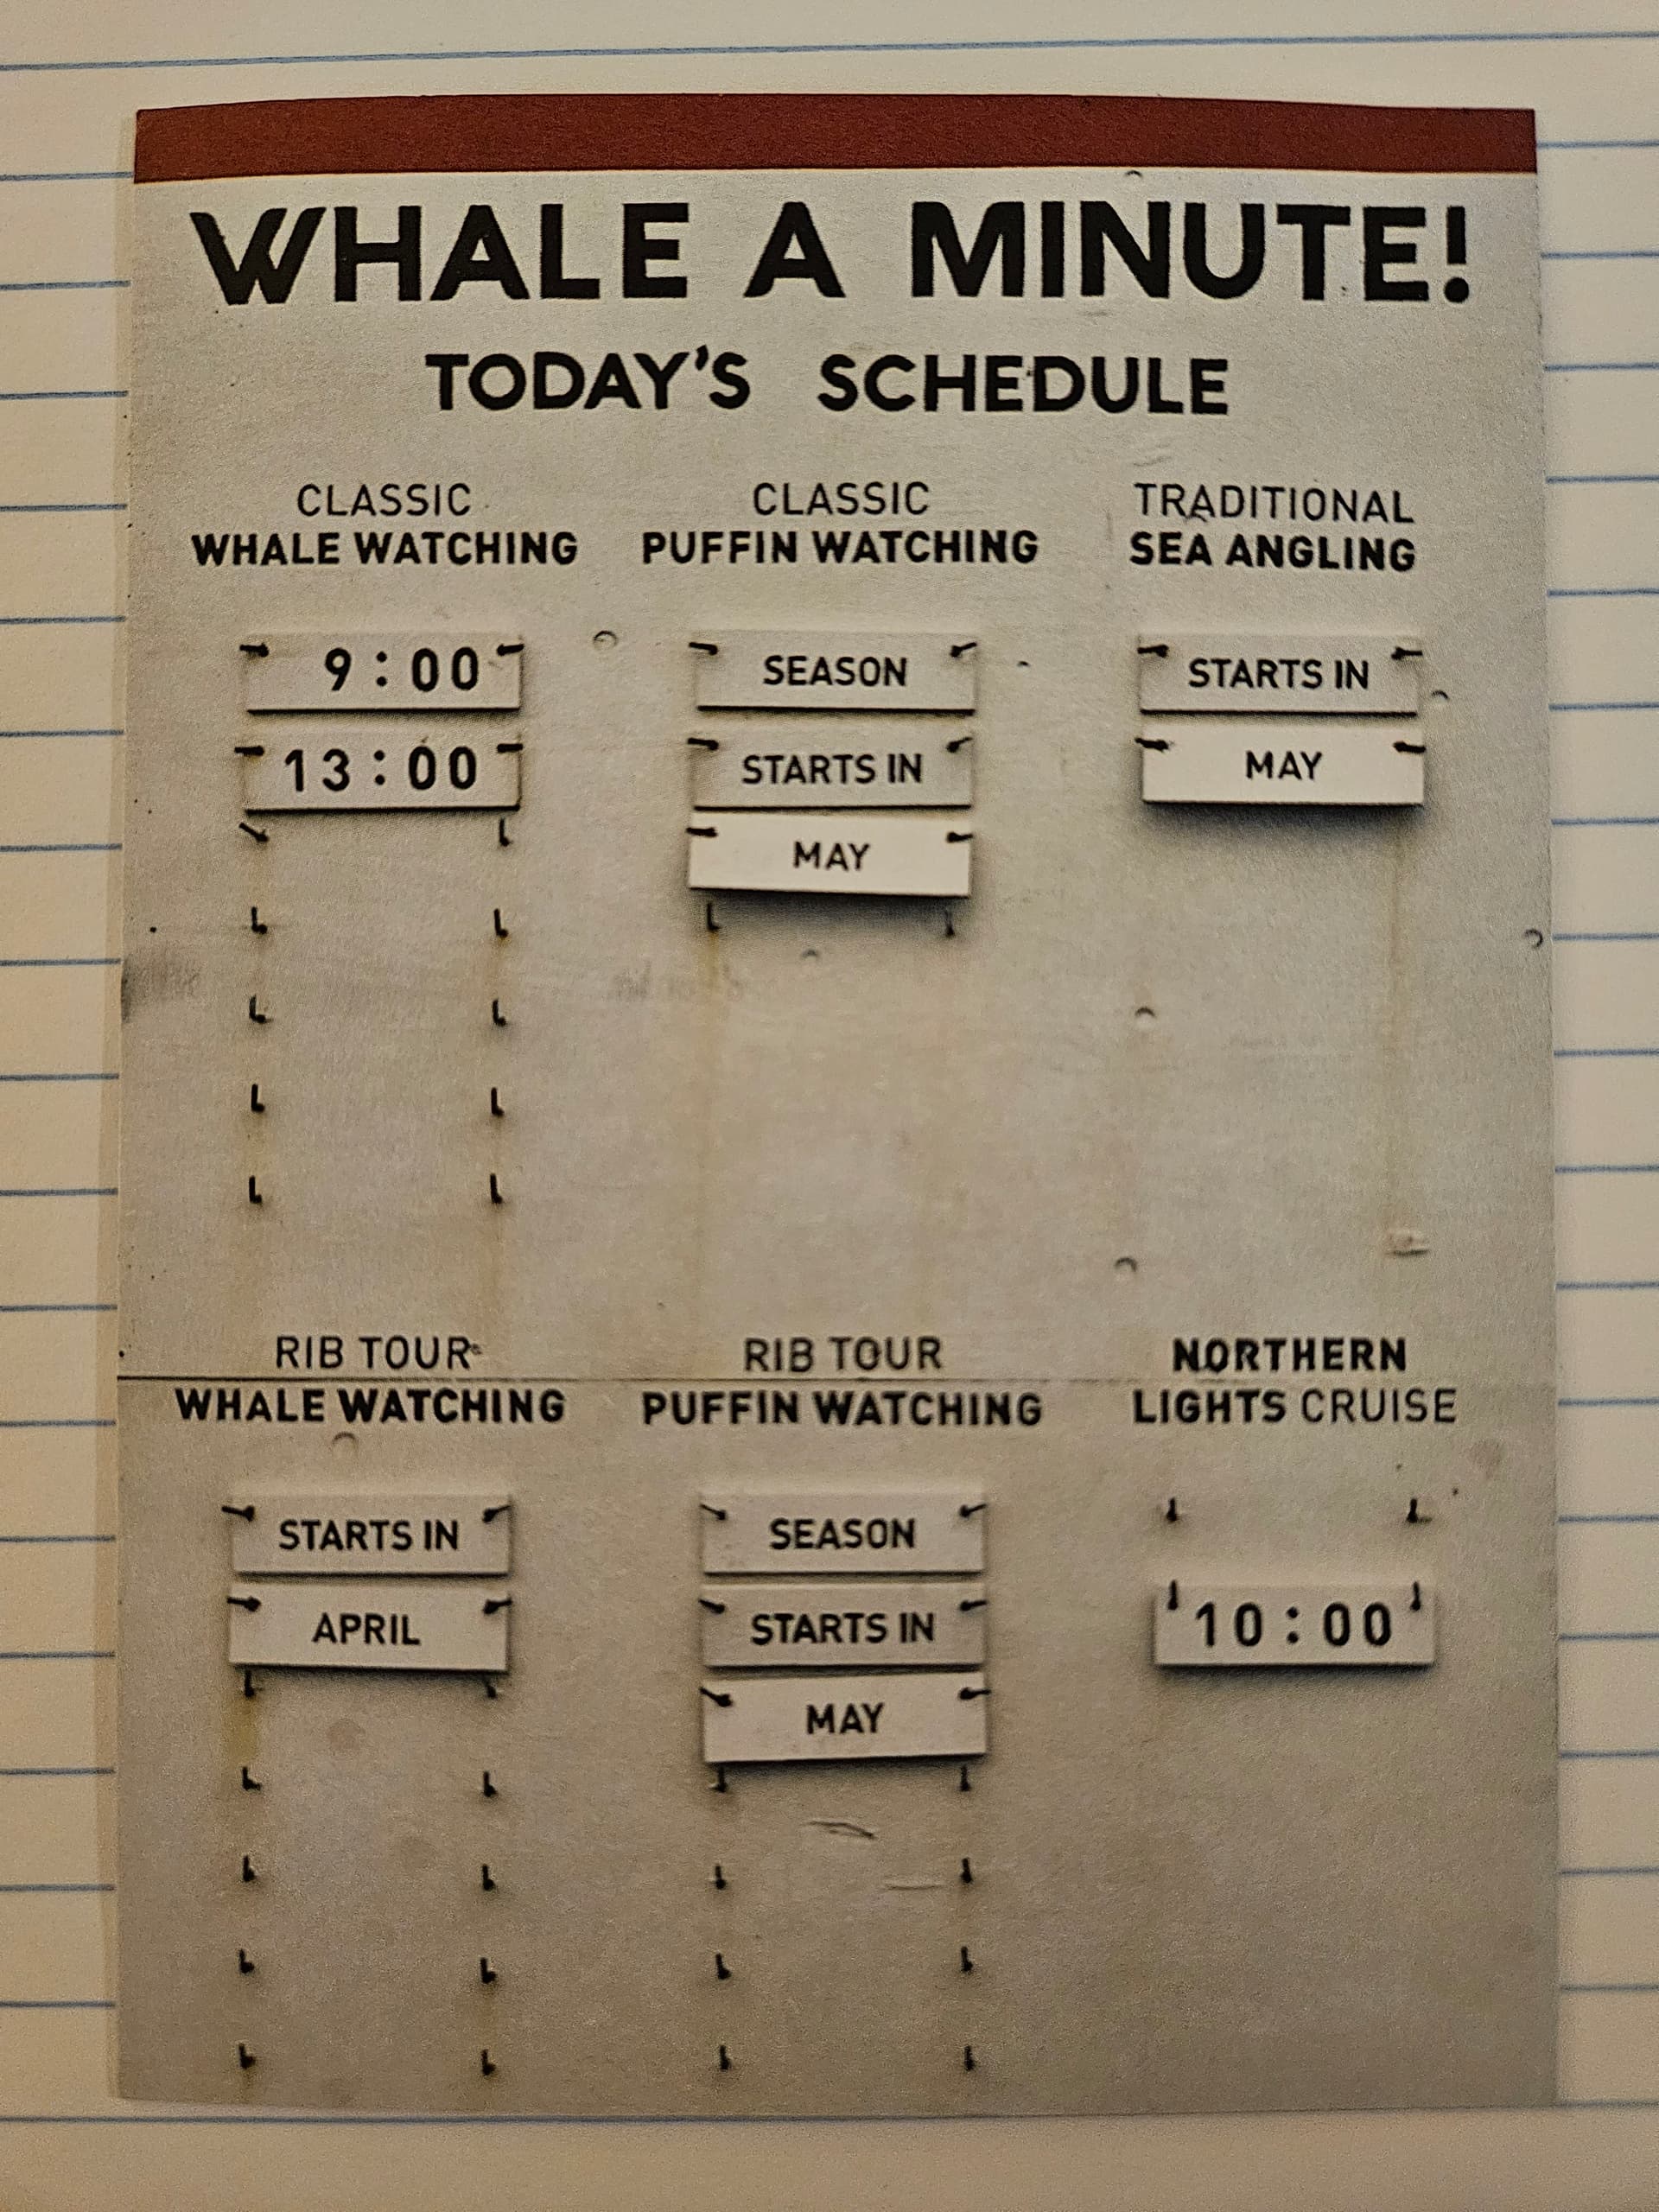 WHALE A MINUTE!
TODAY'S SCHEDULE
CLASSIC
WHALE WATCHING
9:00
13:00
CLASSIC
PUFFIN WATCHING
SEASON
STARTS IN
MAY
TRADITIONAL
SEA ANGLING
STARTS IN
MAY
RIB TOUR
WHALE WATCHING
STARTS IN
APRIL
RIB TOUR
PUFFIN WATCHING
SEASON
STARTS IN
MAY
NORTHERN
LIGHTS CRUISE
10:00